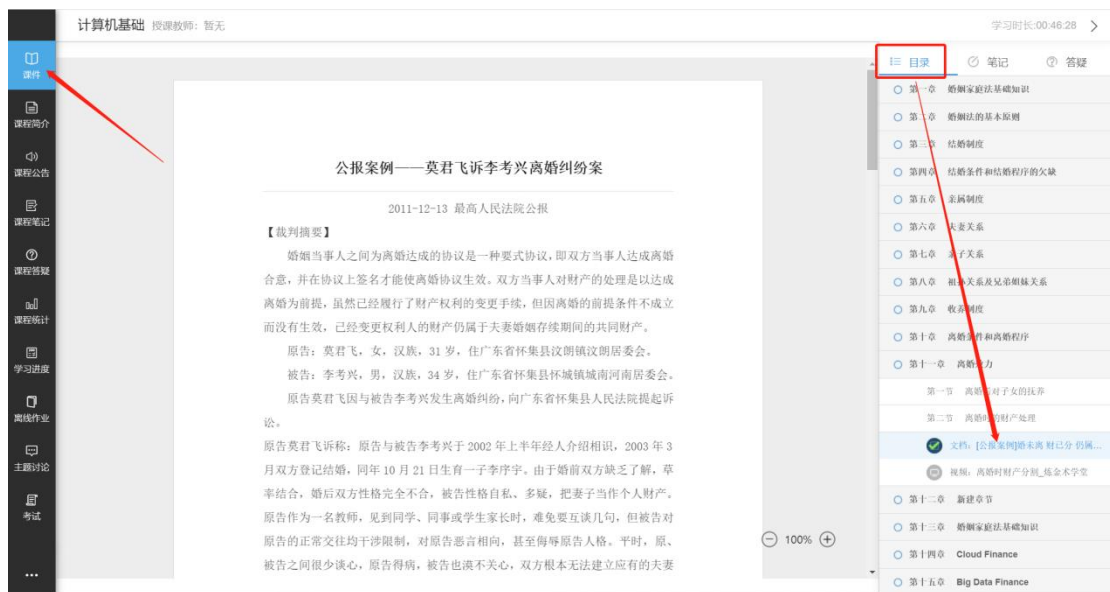 计算机基础 授课教师：暂无
学习时长:00:46:28
课件
课程简介
课程公告
课程笔记
课程答疑
课程统计
学习进度
离线作业
主题讨论
考试
公报案例——莫君飞诉李考兴离婚纠纷案
2011-12-13 最高人民法院公报
【裁判摘要】
婚姻当事人之间为离婚达成的协议是一种要式协议，即双方当事人达成离婚
合意，并在协议上签名才能使离婚协议生效。双方当事人对财产的处理是以达成
离婚为前提，虽然已经履行了财产权利的变更手续，但因离婚的前提条件不成立
而没有生效，已经变更权利人的财产仍属于夫妻婚姻存续期间的共同财产。
原告：莫君飞，女，汉族，31 岁，住广东省怀集县汶朗镇汶朗居委会。
被告：李考兴，男，汉族，34 岁，住广东省怀集县怀城镇城南河南居委会。
原告莫君飞因与被告李考兴发生离婚纠纷，向广东省怀集县人民法院提起诉
讼。
原告莫君飞诉称：原告与被告李考兴于 2002 年上半年经人介绍相识，2003 年 3
月双方登记结婚，同年 10 月 21 日生育一子李序宇。由于婚前双方缺乏了解，草
率结合，婚后双方性格完全不合，被告性格自私、多疑，把妻子当作个人财产。
原告作为一名教师，见到同学、同事或学生家长时，难免要互谈几句，但被告对
原告的正常交往均干涉限制，对原告恶言相向，甚至侮辱原告人格。平时，原、
被告之间很少谈心，原告得病，被告也漠不关心，双方根本无法建立应有的夫妻
100%
目录 笔记 答疑
第一章 婚姻家庭法基础知识
第二章 婚姻法的基本原则
第三章 结婚制度
第四章 结婚条件和结婚程序的欠缺
第五章 亲属制度
第六章 夫妻关系
第七章 亲子关系
第八章 祖孙关系及兄弟姐妹关系
第九章 收养制度
第十章 离婚条件和离婚程序
第十一章 离婚效力
第一节 离婚后对子女的抚养
第二节 离婚时的财产处理
文档：[公报案例]婚未离 财已分 仍属...
视频：离婚时财产分割_炼金术学堂
第十二章 新建章节
第十三章 婚姻家庭法基础知识
第十四章 Cloud Finance
第十五章 Big Data Finance